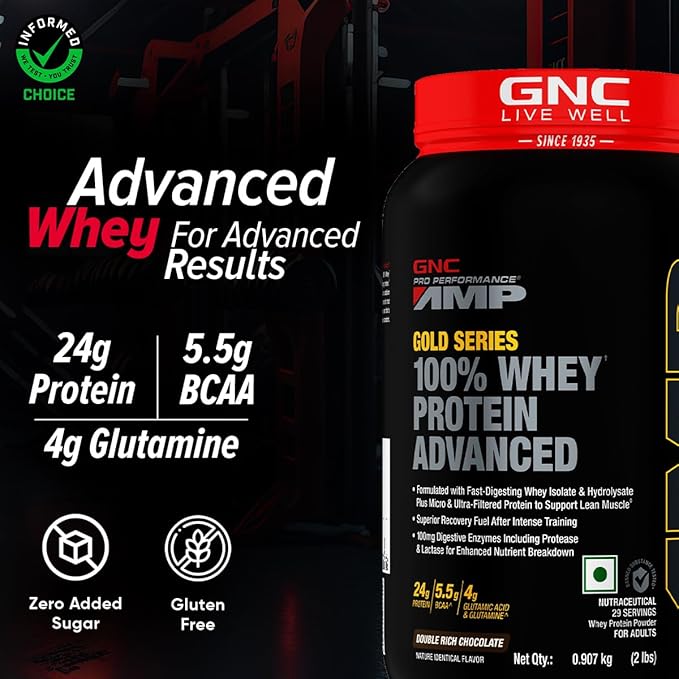 INFORMED
WE TEST • YOU TRUST
CHOICE
Advanced
Whey For Advanced
Results
24g
Protein
5.5g
BCAA
4g Glutamine
Zero Added
Sugar
Gluten
Free
GNC
LIVE WELL
SINCE 1935
GNC
PRO PERFORMANCE®
AMP
GOLD SERIES
100% WHEY†
PROTEIN
ADVANCED
• Formulated with Fast-Digesting Whey Isolate & Hydrolysate
Plus Micro & Ultra-Filtered Protein to Support Lean Muscle
• Superior Recovery Fuel After Intense Training
• 100mg Digestive Enzymes Including Protease
& Lactase for Enhanced Nutrient Breakdown
24g
PROTEIN
5.5g
BCAA^
4g
GLUTAMIC ACID
& GLUTAMINE^
NUTRACEUTICAL
29 SERVINGS
Whey Protein Powder
FOR ADULTS
DOUBLE RICH CHOCOLATE
NATURE IDENTICAL FLAVOR
Net Qty.: 0.907 kg (2 lbs)